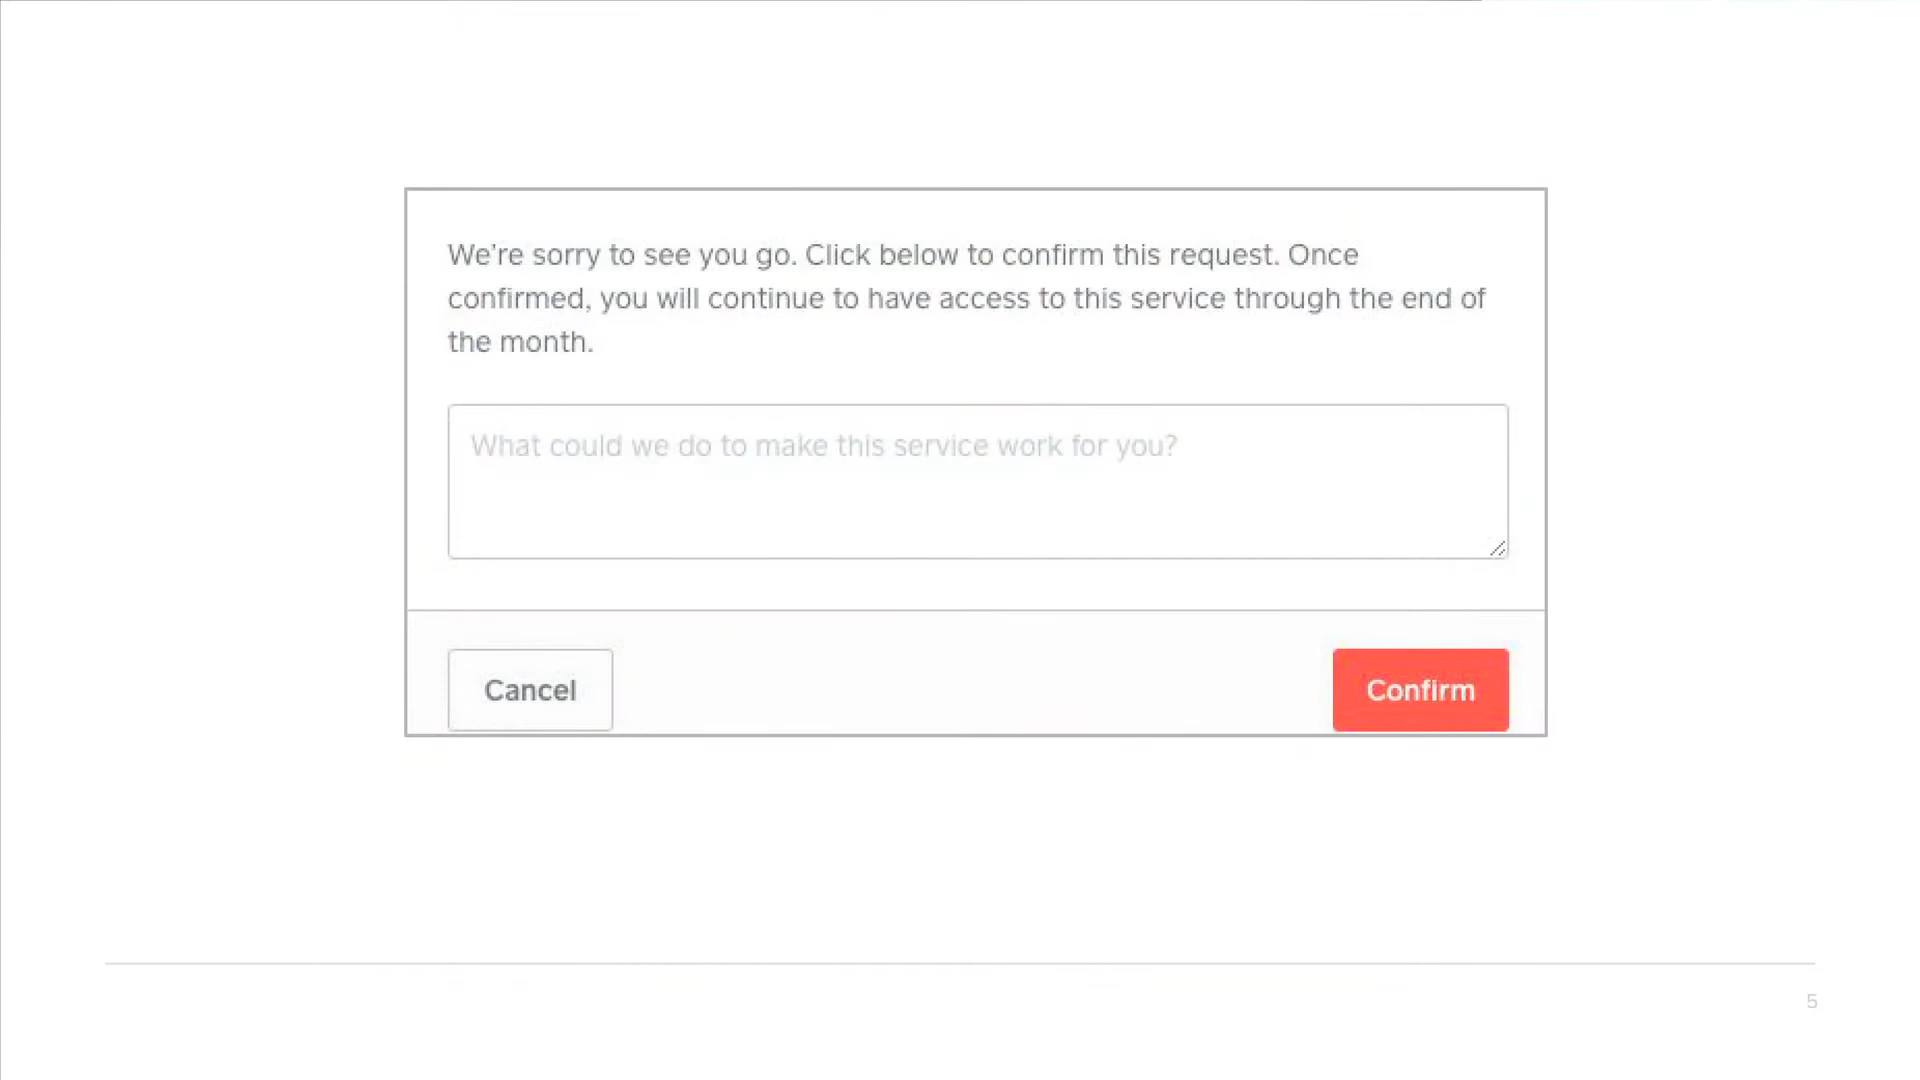 We're sorry to see you go. Click below to confirm this request. Once
confirmed, you will continue to have access to this service through the end of
the month.
What could we do to make this service work for you?
Cancel
Confirm
5